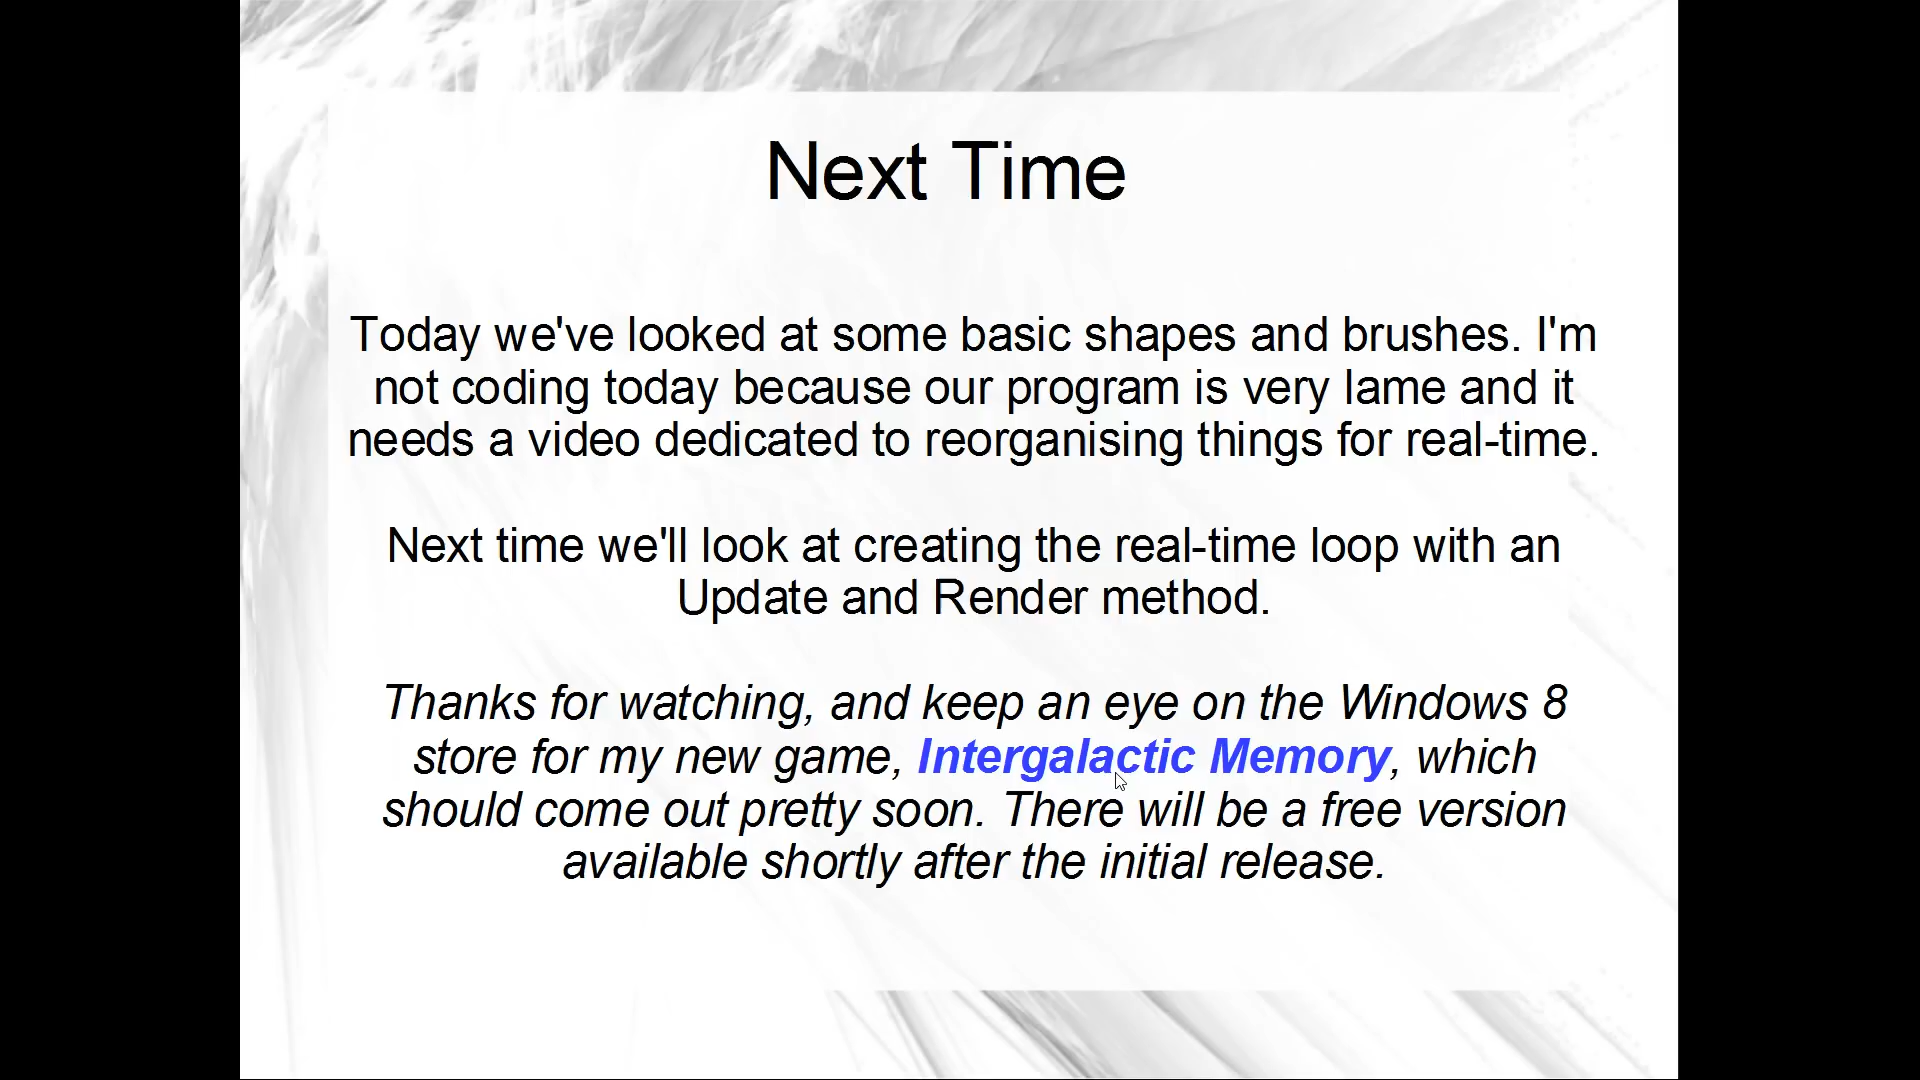 Next Time
Today we've looked at some basic shapes and brushes. I'm
not coding today because our program is very lame and it
needs a video dedicated to reorganising things for real-time.
Next time we'll look at creating the real-time loop with an
Update and Render method.
Thanks for watching, and keep an eye on the Windows 8
store for my new game, Intergalactic Memory, which
should come out pretty soon. There will be a free version
available shortly after the initial release.